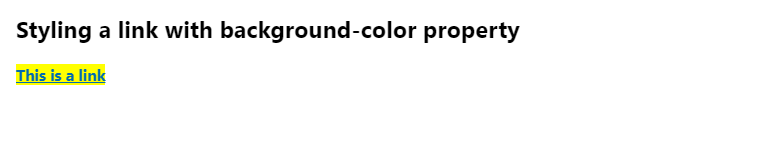 Styling a link with background-color property
This is a link